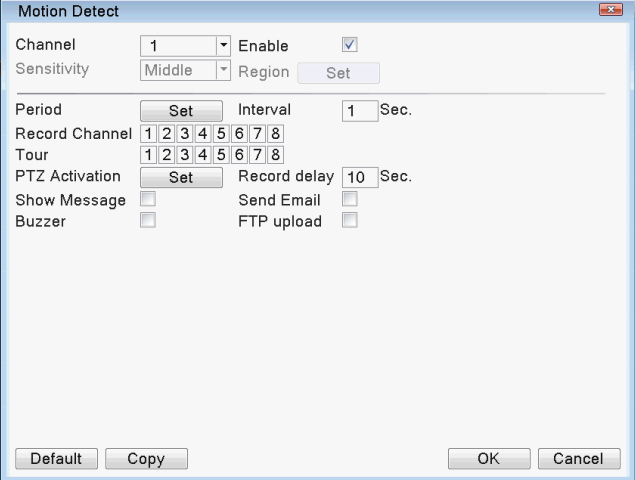 Motion Detect
Channel 1 Enable
Sensitivity Middle Region Set
Period Set Interval 1 Sec.
Record Channel 1 2 3 4 5 6 7 8
Tour 1 2 3 4 5 6 7 8
PTZ Activation Set Record delay 10 Sec.
Show Message Send Email
Buzzer FTP upload
Default Copy OK Cancel